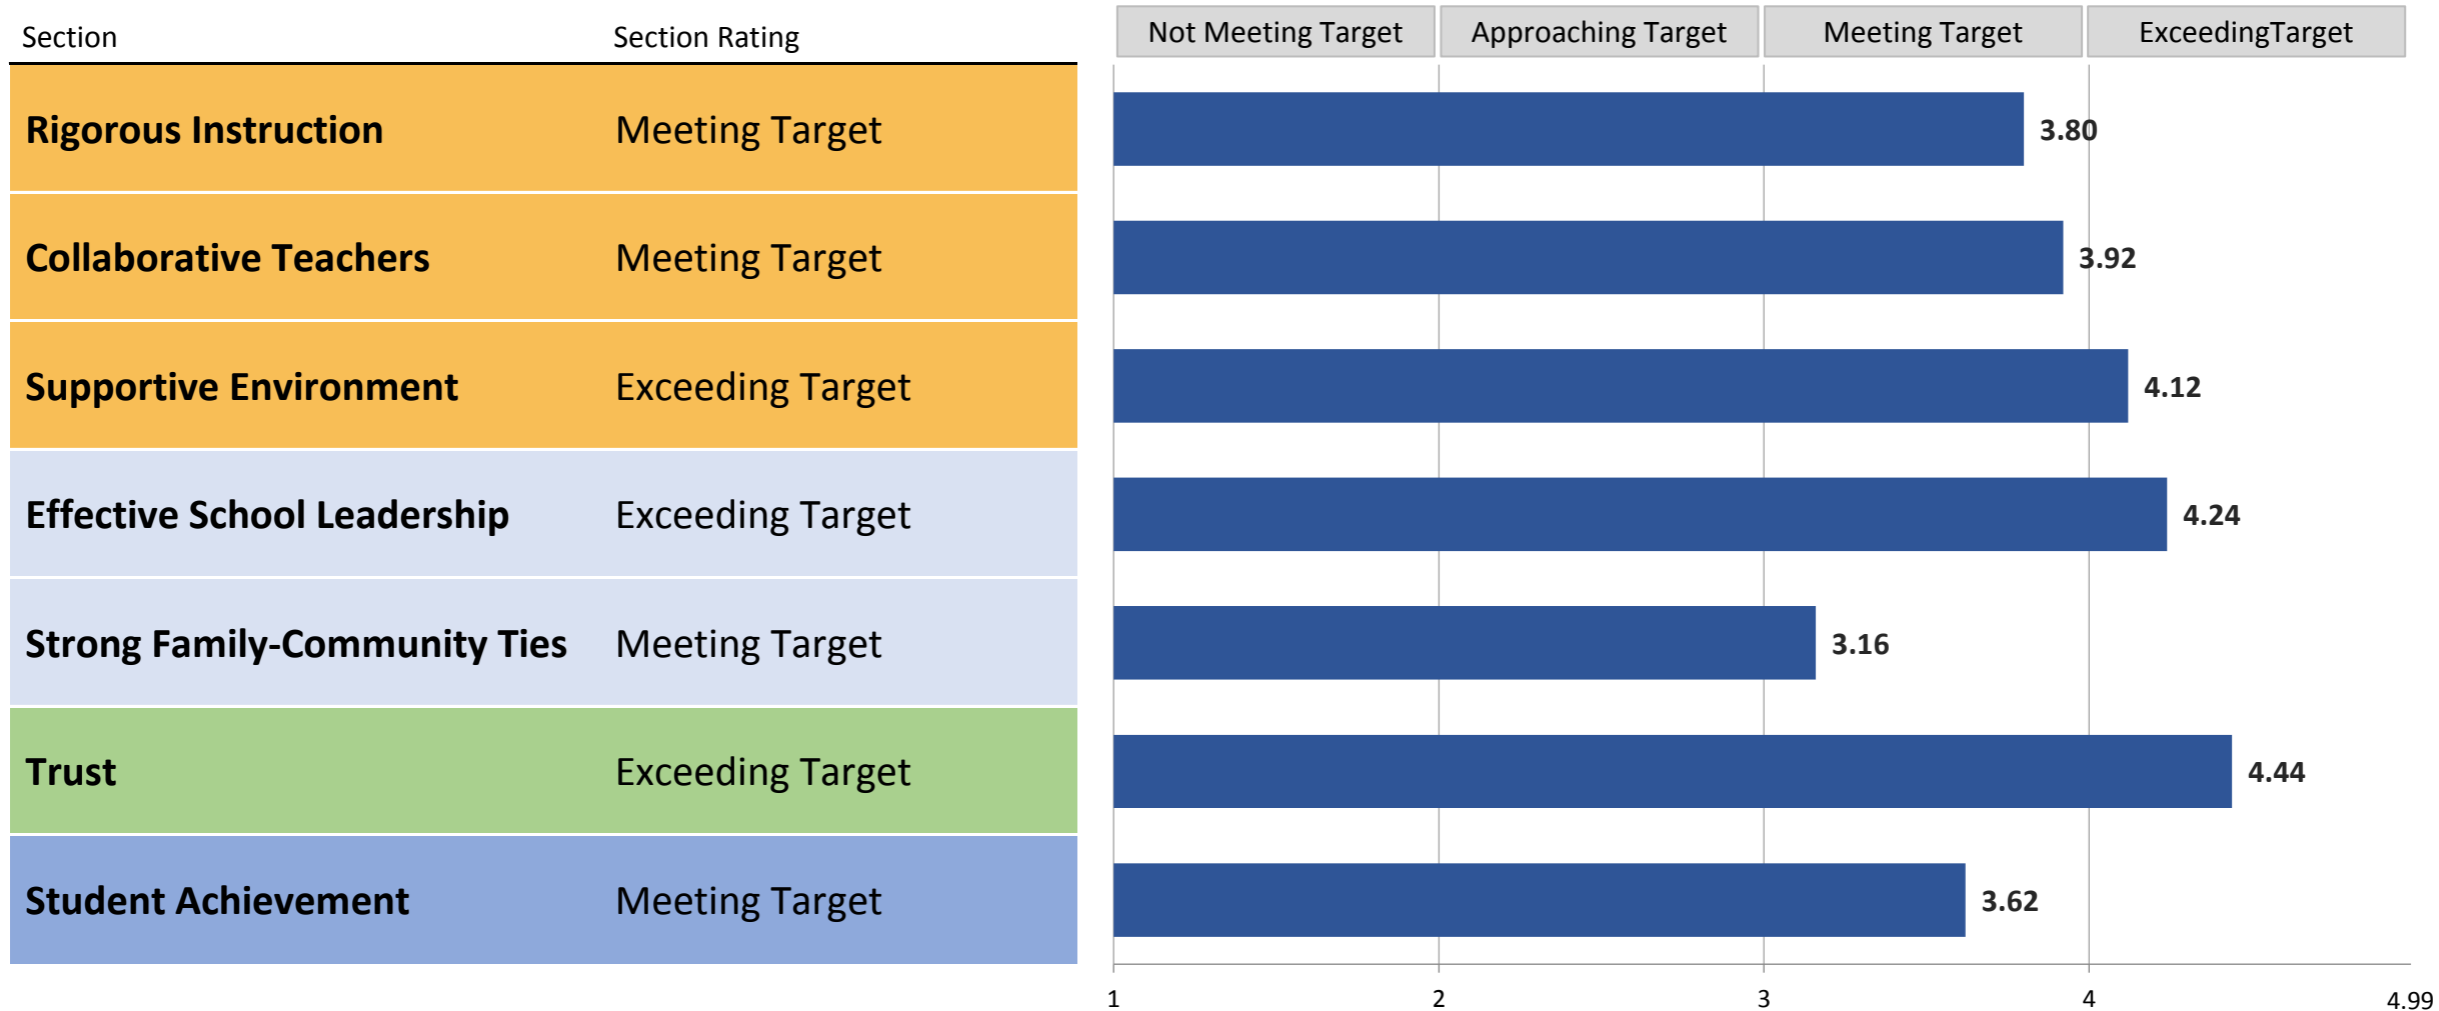 Section Section Rating Not Meeting Target Approaching Target Meeting Target ExceedingTarget
Rigorous Instruction Meeting Target 3.80
Collaborative Teachers Meeting Target 3.92
Supportive Environment Exceeding Target 4.12
Effective School Leadership Exceeding Target 4.24
Strong Family-Community Ties Meeting Target 3.16
Trust Exceeding Target 4.44
Student Achievement Meeting Target 3.62
1 2 3 4 4.99